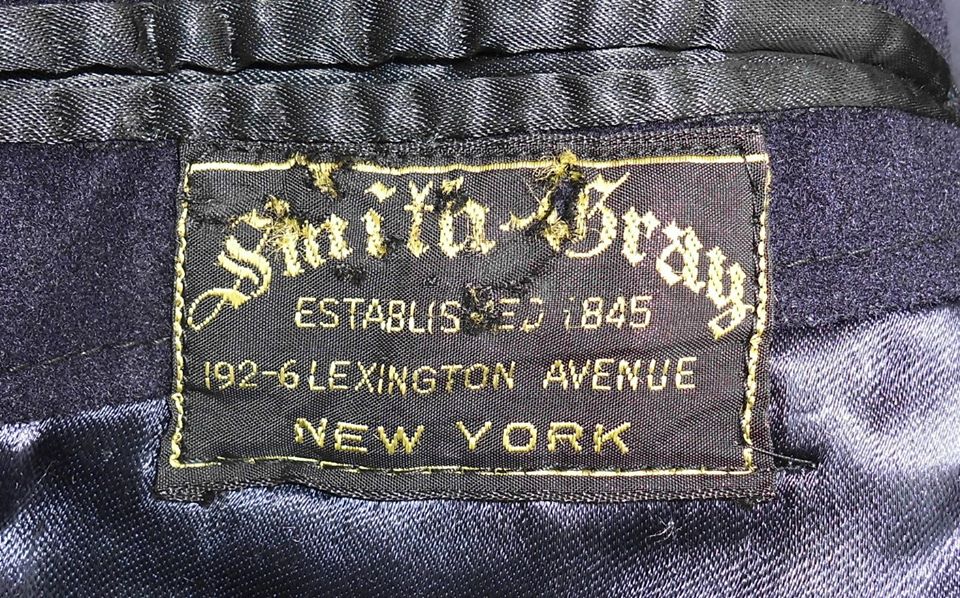 Smith-Gray
ESTABLISHED 1845
192-6 LEXINGTON AVENUE
NEW YORK